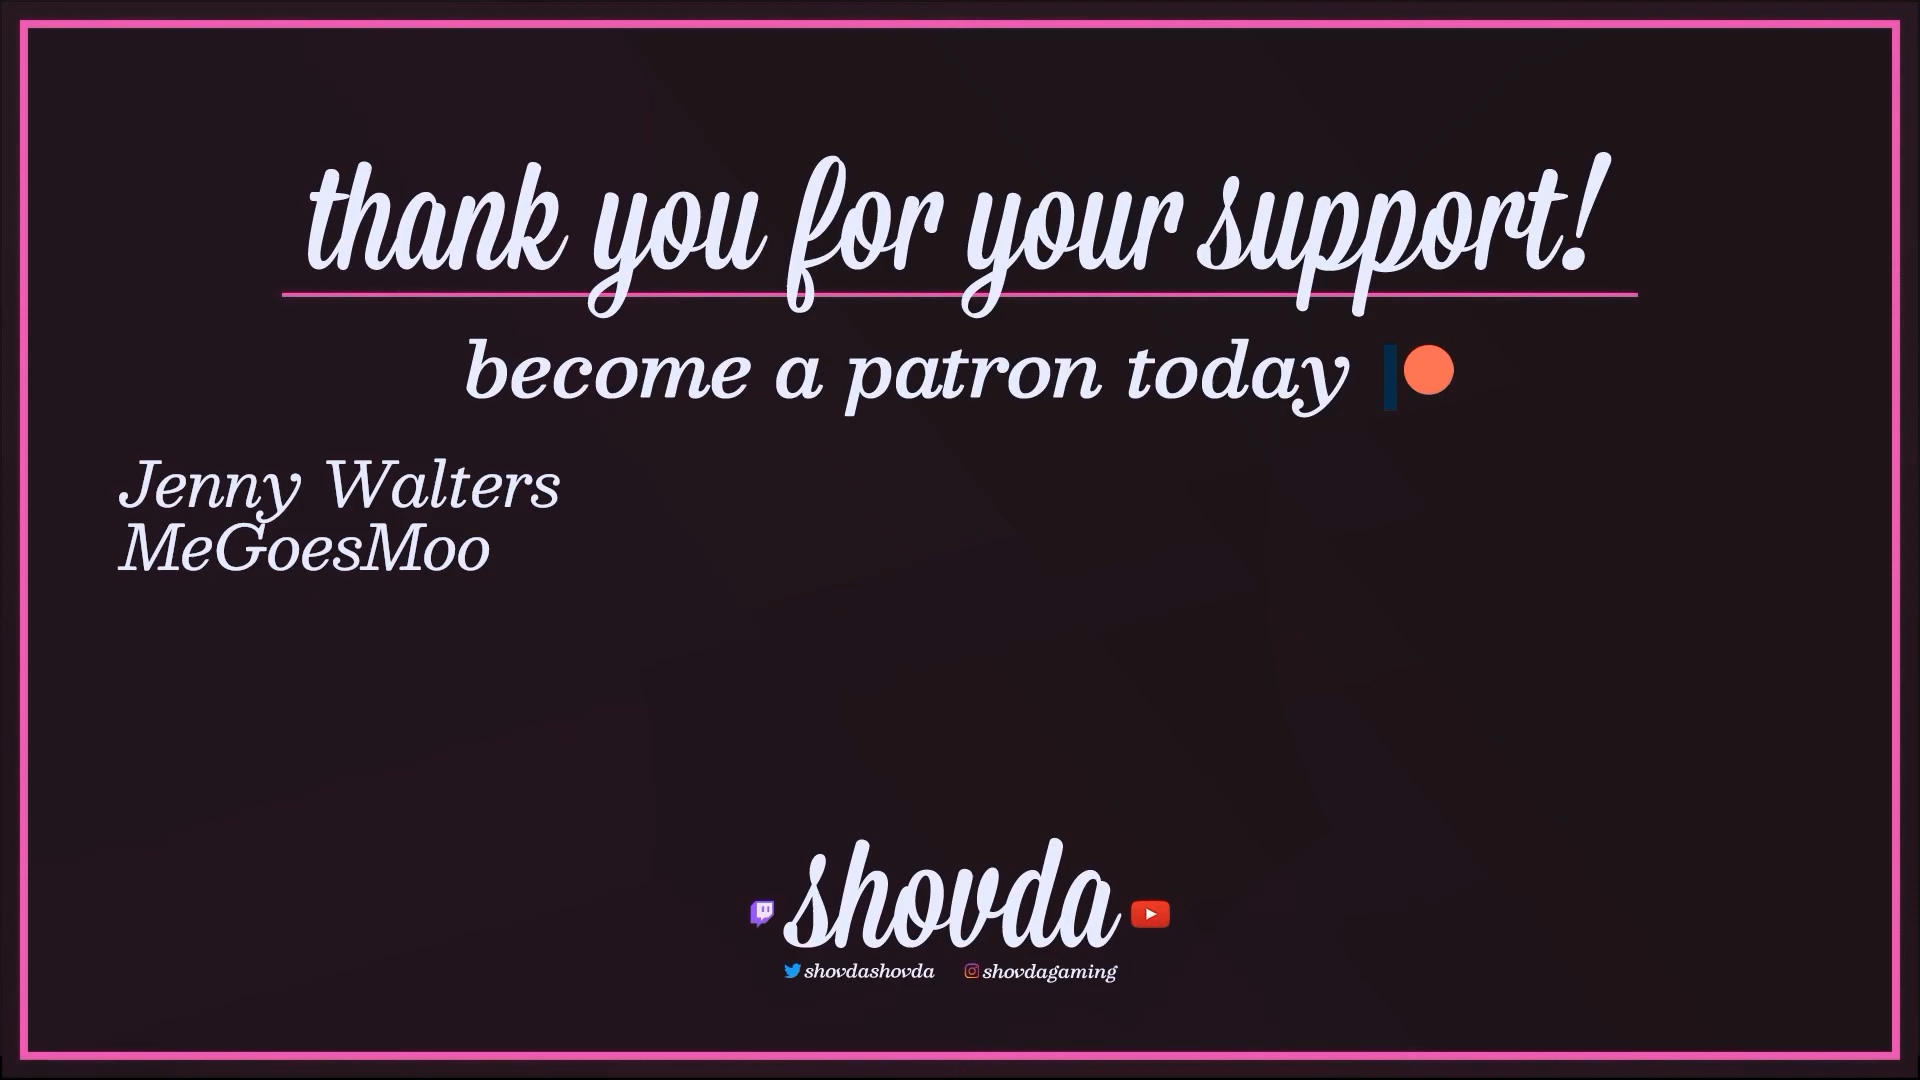 thank you for your support!
become a patron today
Jenny Walters
MeGoesMoo
shovda
shovdashovda shovdagaming